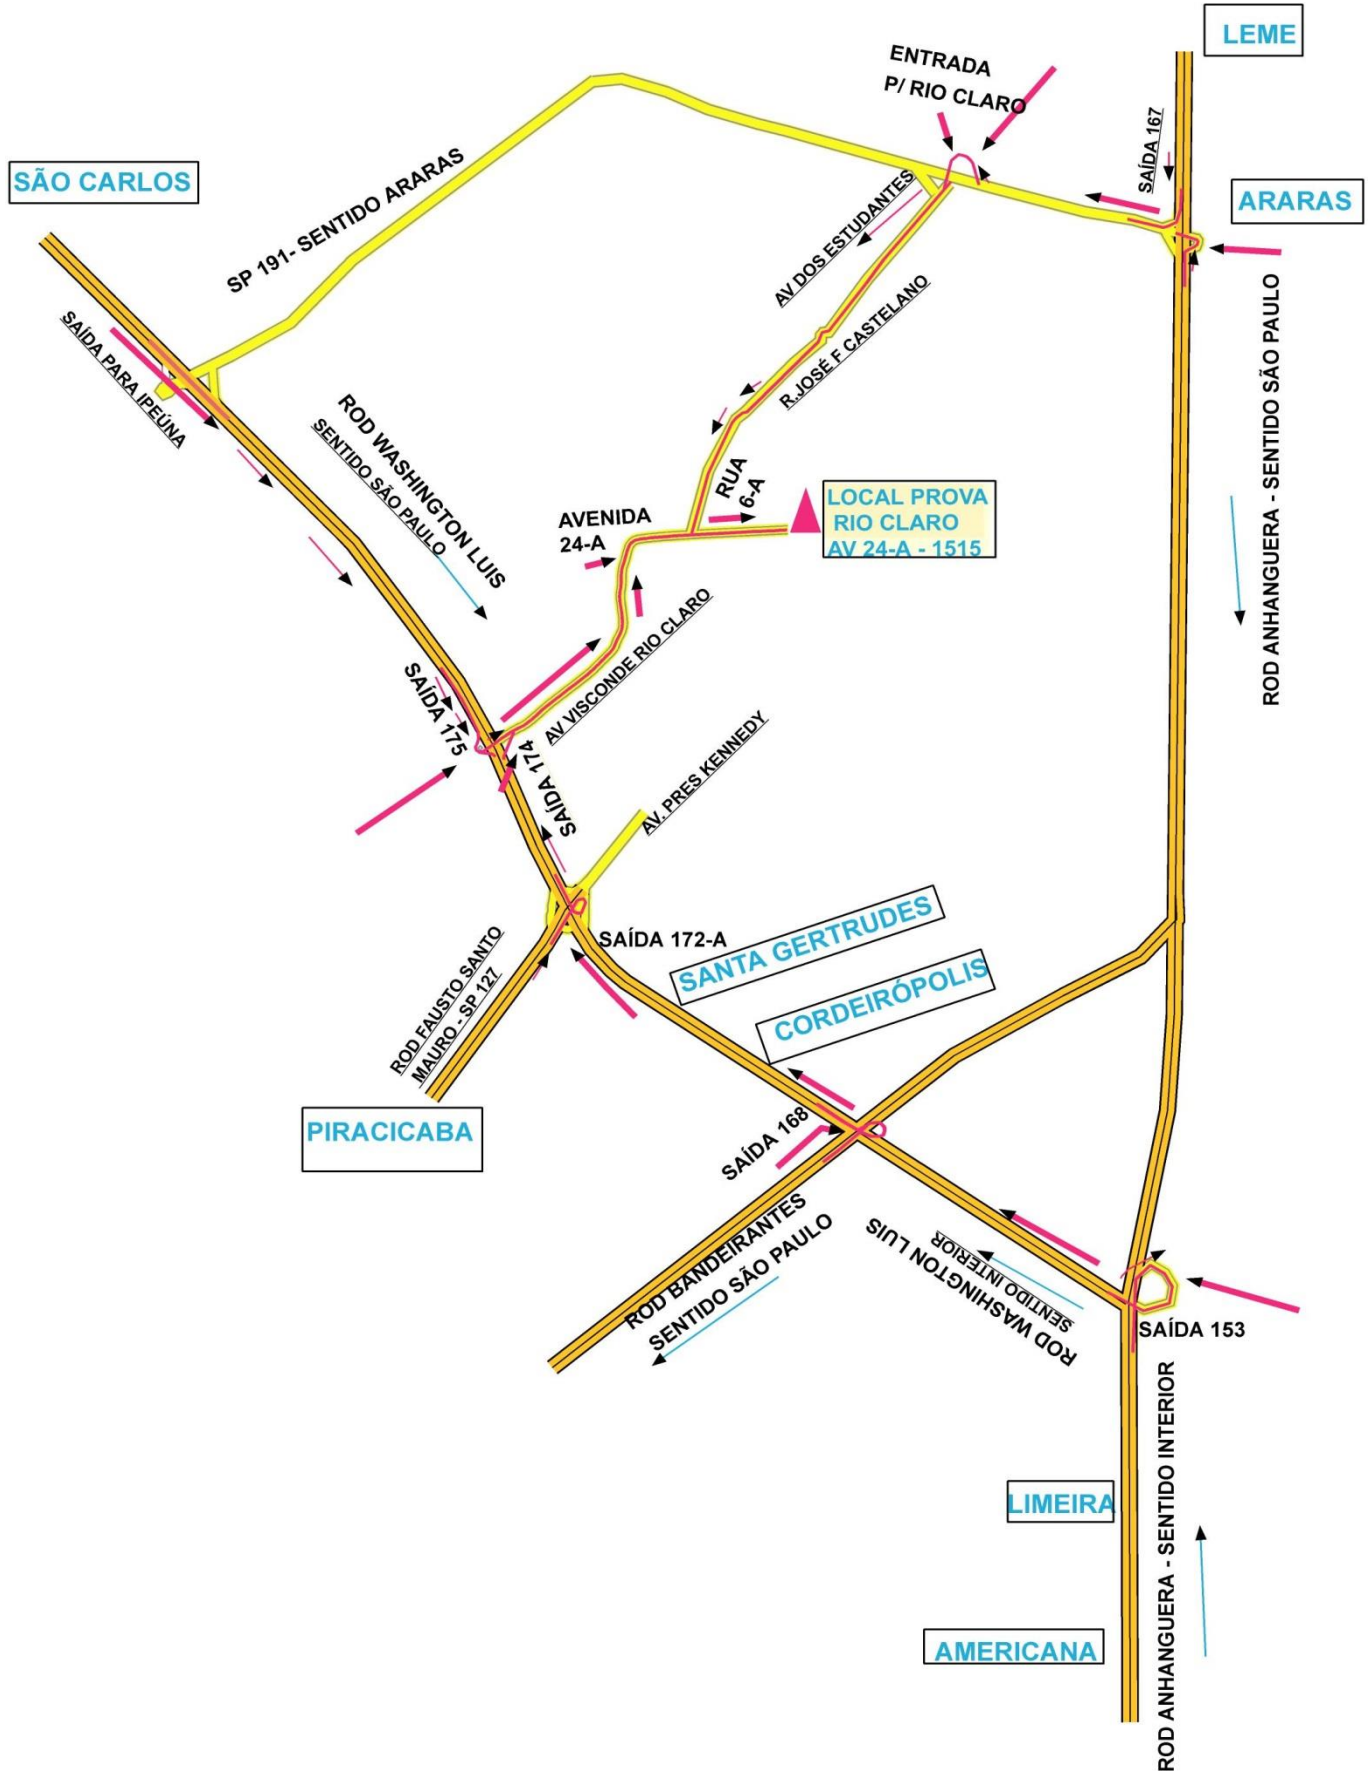 LEME
ENTRADA
P/ RIO CLARO
SAÍDA 167
SÃO CARLOS
ARARAS
SP 191- SENTIDO ARARAS
AV DOS ESTUDANTES
R.JOSÉ F CASTELANO
ROD ANHANGUERA - SENTIDO SÃO PAULO
SAÍDA PARA IPEÚNA
ROD WASHINGTON LUIS
SENTIDO SÃO PAULO
RUA
6-A
AVENIDA
24-A
LOCAL PROVA
RIO CLARO
AV 24-A - 1515
AV VISCONDE RIO CLARO
SAÍDA 175
SAÍDA 174
AV. PRES KENNEDY
SAÍDA 172-A
SANTA GERTRUDES
CORDEIRÓPOLIS
ROD FAUSTO SANTO
MAURO - SP 127
PIRACICABA
SAÍDA 168
ROD BANDEIRANTES
SENTIDO SÃO PAULO
ROD WASHINGTON LUIS
SENTIDO INTERIOR
SAÍDA 153
LIMEIRA
ROD ANHANGUERA - SENTIDO INTERIOR
AMERICANA